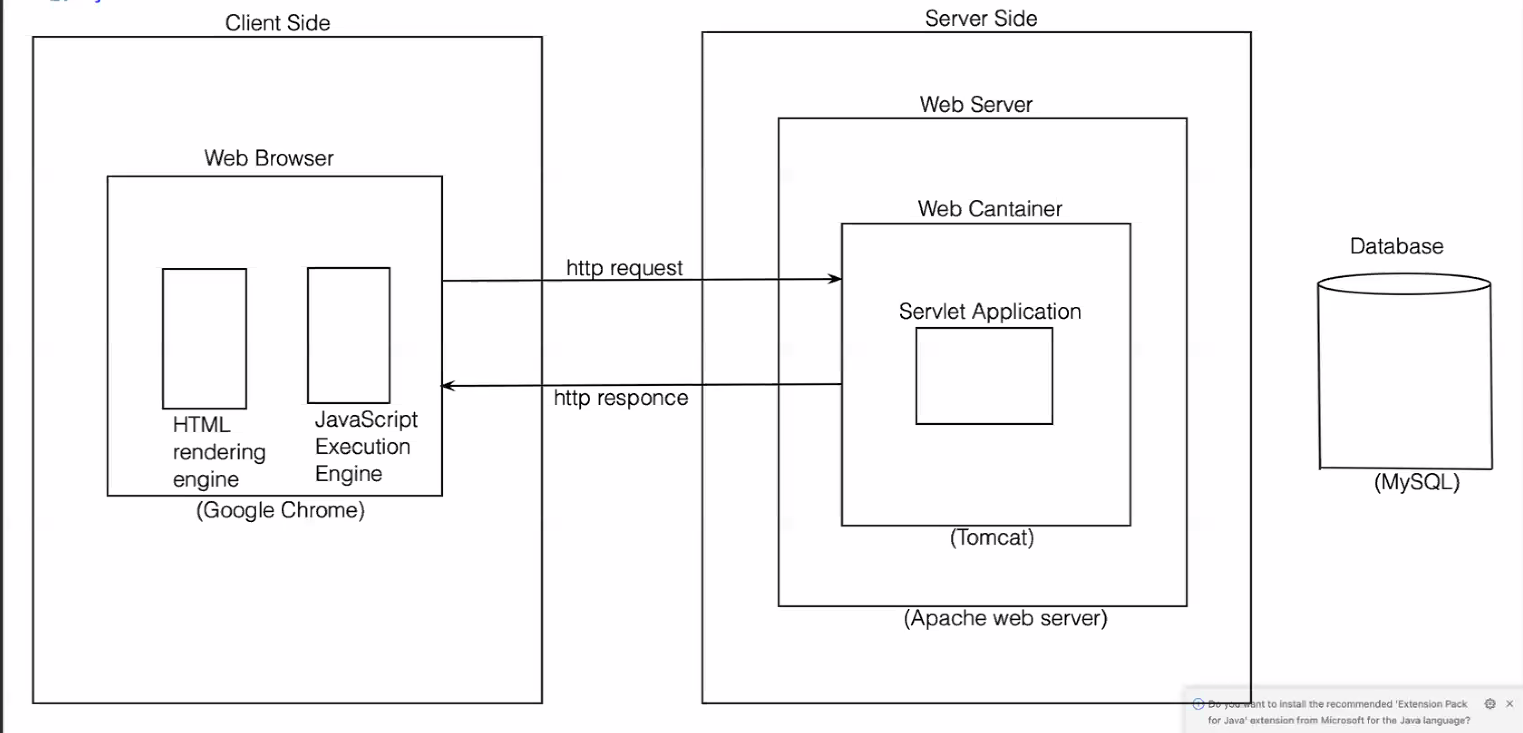 Client Side
Server Side
Web Server
Web Browser
Web Cantainer
Database
http request
Servlet Application
http responce
HTML
rendering
engine
JavaScript
Execution
Engine
(Google Chrome)
(MySQL)
(Tomcat)
(Apache web server)
Do you want to install the recommended 'Extension Pack
for Java' extension from Microsoft for the Java language?